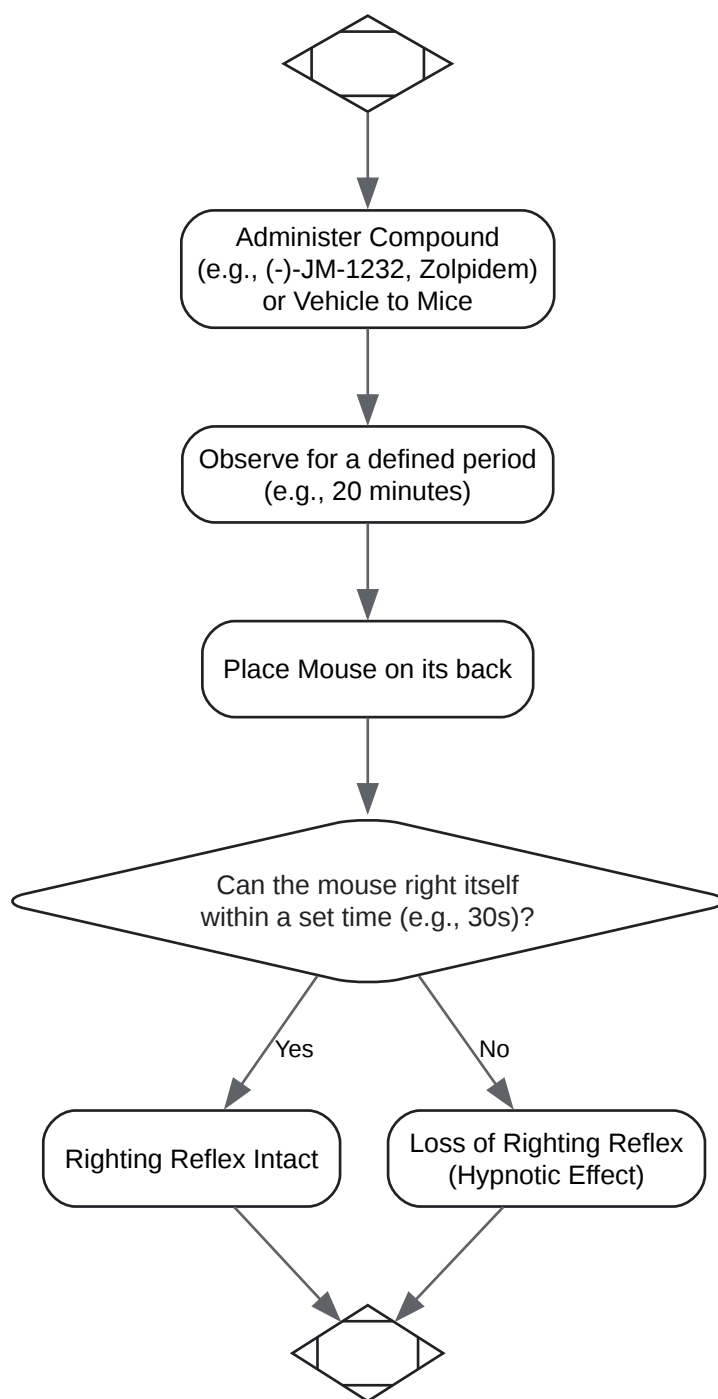 Administer Compound
(e.g., (-)-JM-1232, Zolpidem)
or Vehicle to Mice
Observe for a defined period
(e.g., 20 minutes)
Place Mouse on its back
Can the mouse right itself
within a set time (e.g., 30s)?
Yes
No
Righting Reflex Intact
Loss of Righting Reflex
(Hypnotic Effect)